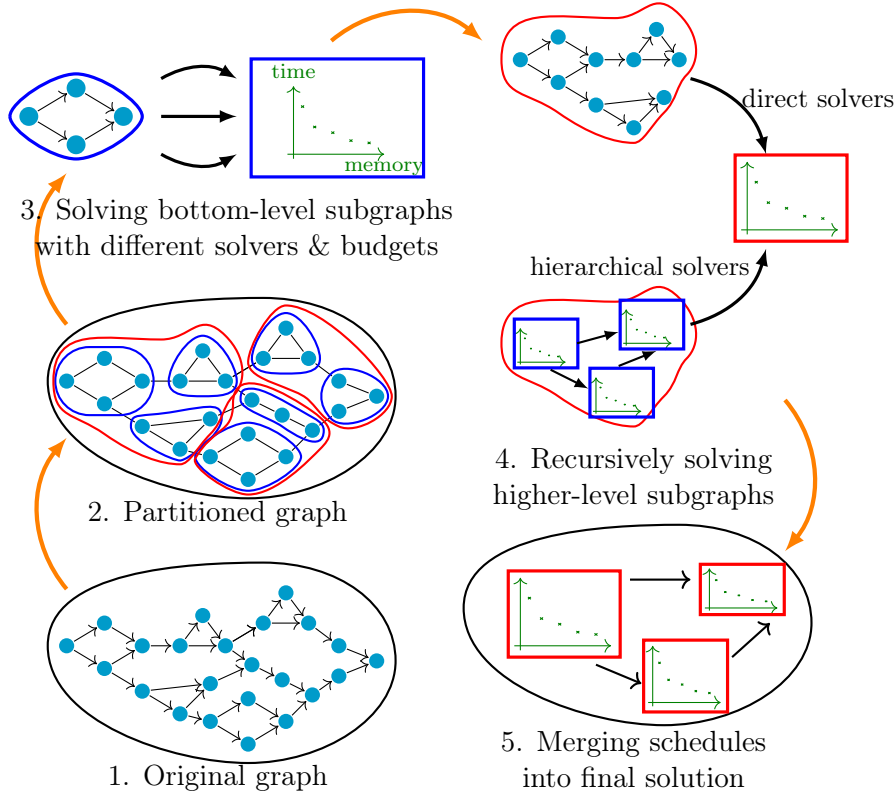 time
memory
3. Solving bottom-level subgraphs
with different solvers & budgets
direct solvers
hierarchical solvers
2. Partitioned graph
4. Recursively solving
higher-level subgraphs
1. Original graph
5. Merging schedules
into final solution